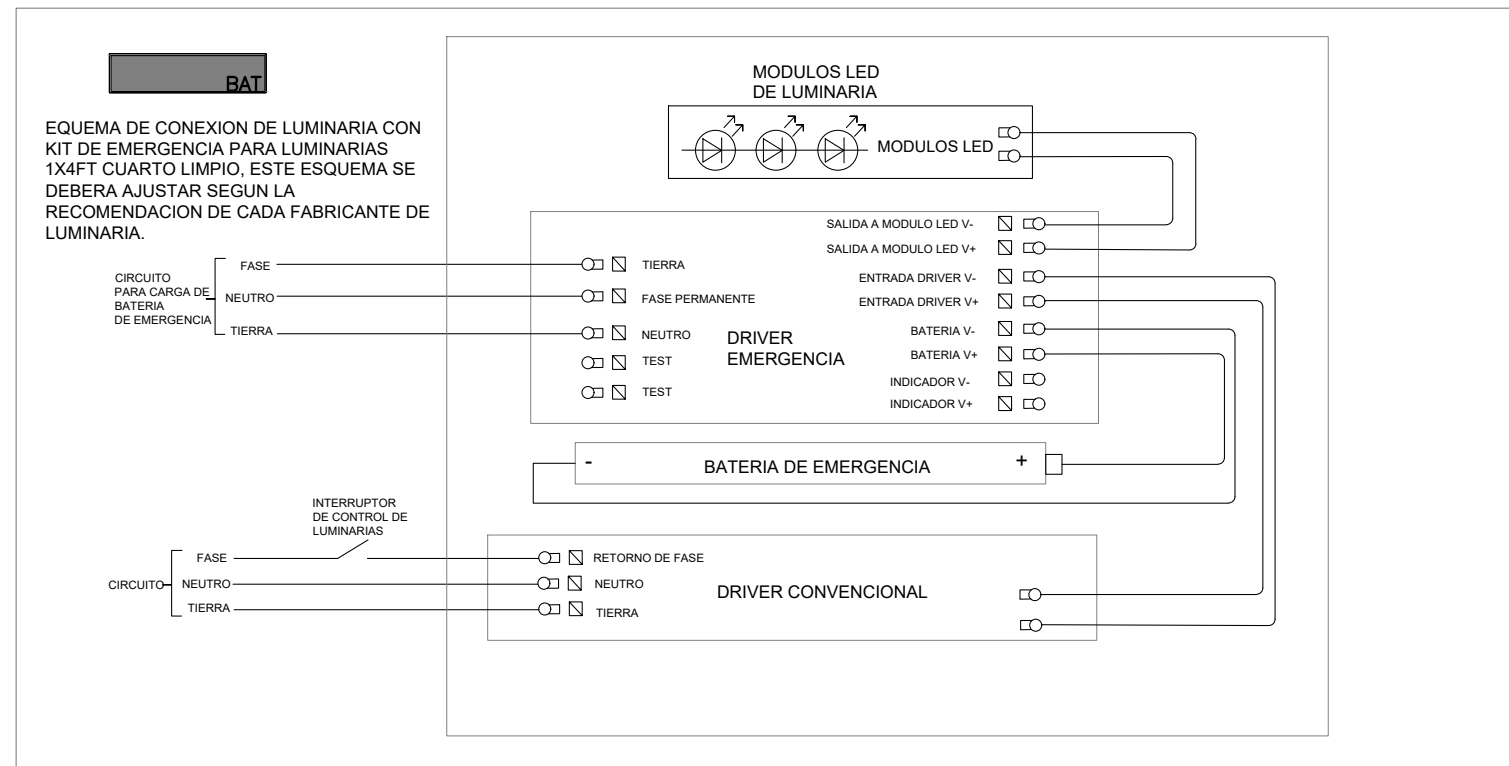 BAT
EQUEMA DE CONEXION DE LUMINARIA CON
KIT DE EMERGENCIA PARA LUMINARIAS
1X4FT CUARTO LIMPIO, ESTE ESQUEMA SE
DEBERA AJUSTAR SEGUN LA
RECOMENDACION DE CADA FABRICANTE DE
LUMINARIA.
MODULOS LED
DE LUMINARIA
MODULOS LED
CIRCUITO
PARA CARGA DE
BATERIA
DE EMERGENCIA
FASE
NEUTRO
TIERRA
TIERRA
FASE PERMANENTE
NEUTRO
TEST
TEST
DRIVER
EMERGENCIA
SALIDA A MODULO LED V-
SALIDA A MODULO LED V+
ENTRADA DRIVER V-
ENTRADA DRIVER V+
BATERIA V-
BATERIA V+
INDICADOR V-
INDICADOR V+
- BATERIA DE EMERGENCIA +
INTERRUPTOR
DE CONTROL DE
LUMINARIAS
CIRCUITO
FASE
NEUTRO
TIERRA
RETORNO DE FASE
NEUTRO
TIERRA
DRIVER CONVENCIONAL